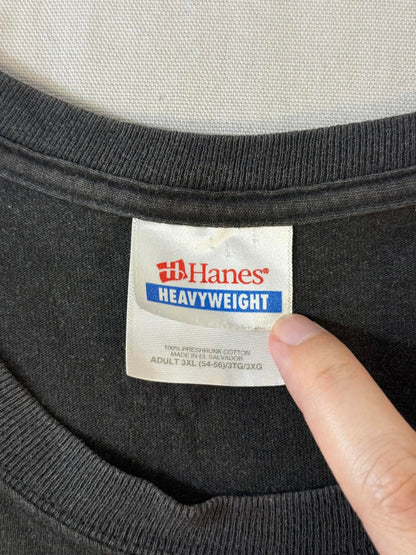 Hanes®
HEAVYWEIGHT
100% PRESHRUNK COTTON
MADE IN EL SALVADOR
ADULT 3XL (54-56)/3TG/3XG